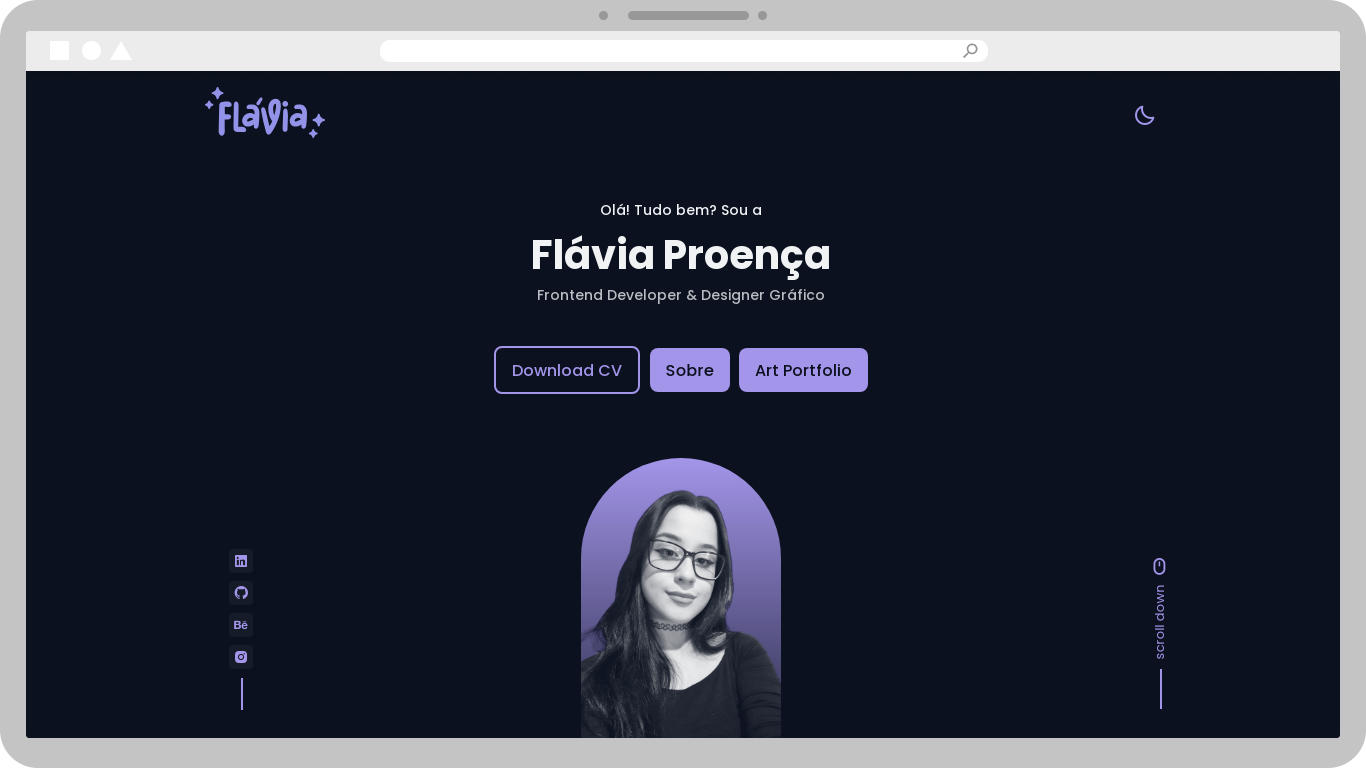 Flávia
Olá! Tudo bem? Sou a
Flávia Proença
Frontend Developer & Designer Gráfico
Download CV
Sobre
Art Portfolio
in
Bē
scroll down